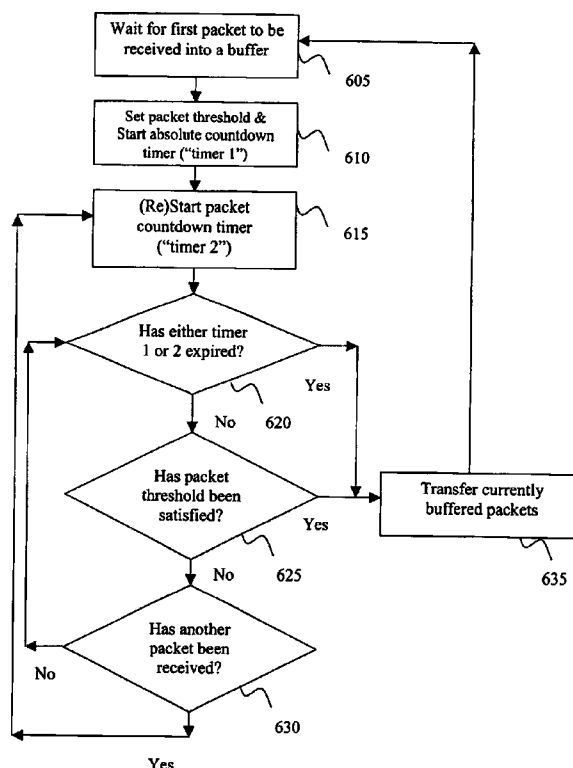 Wait for first packet to be
received into a buffer
605
Set packet threshold &
Start absolute countdown
timer ("timer 1")
610
(Re)Start packet
countdown timer
("timer 2")
615
Has either timer
1 or 2 expired?
Yes
620
No
Has packet
threshold been
satisfied?
Yes
625
No
Transfer currently
buffered packets
635
Has another
packet been
received?
No
630
Yes